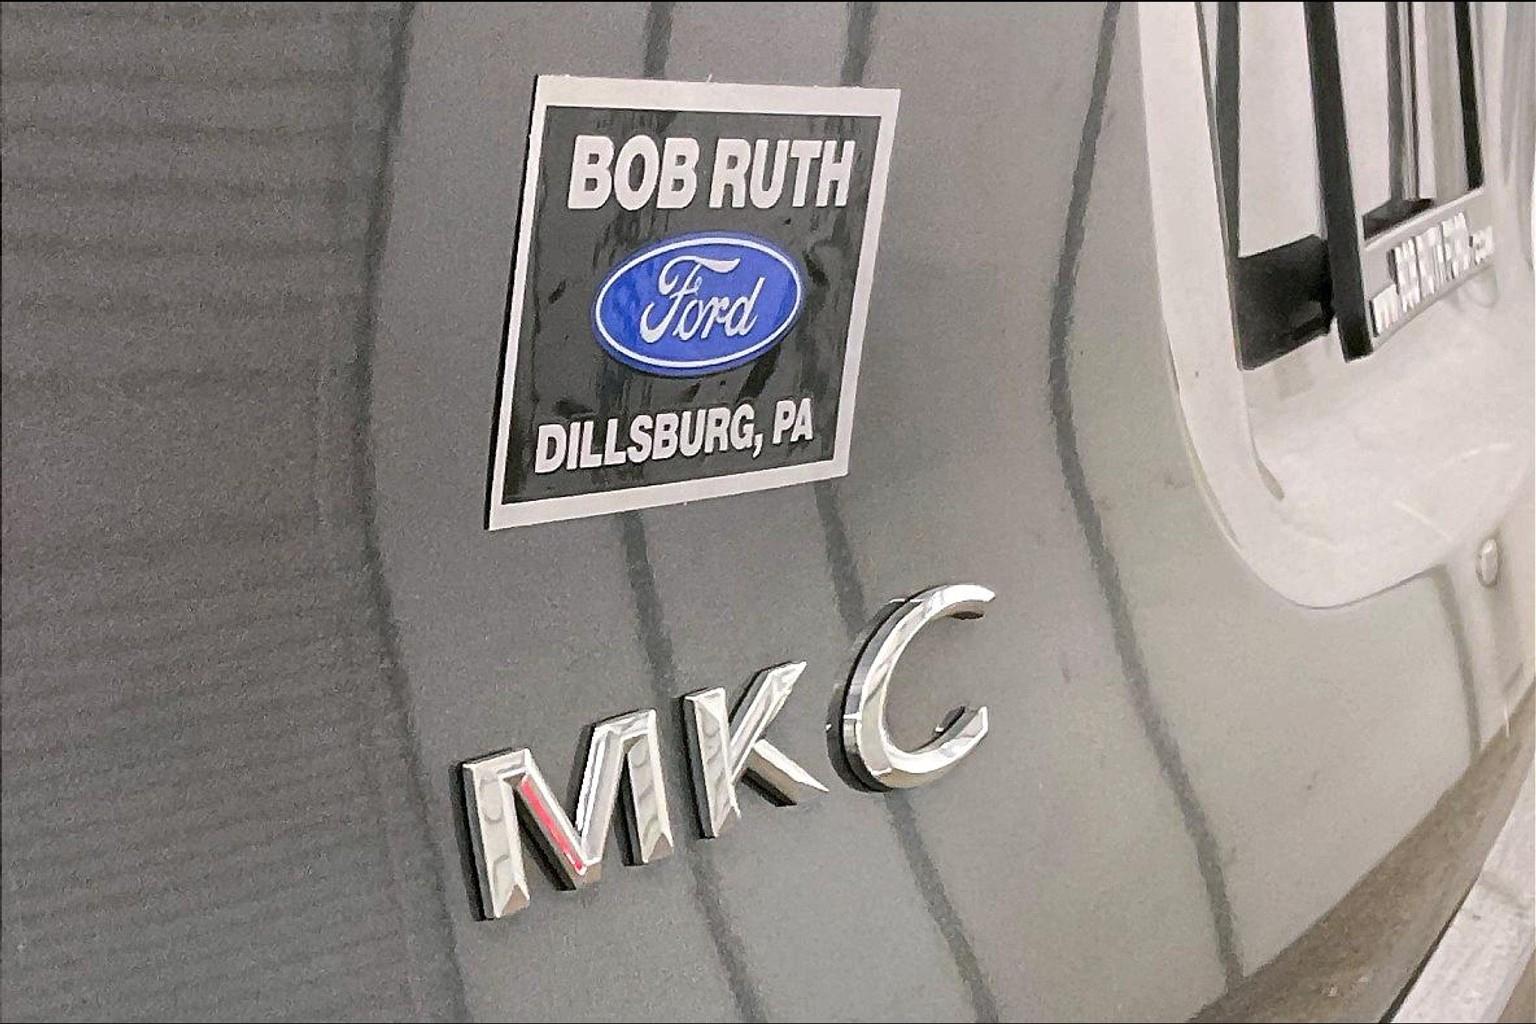 BOB RUTH
Ford
DILLSBURG, PA
MKC